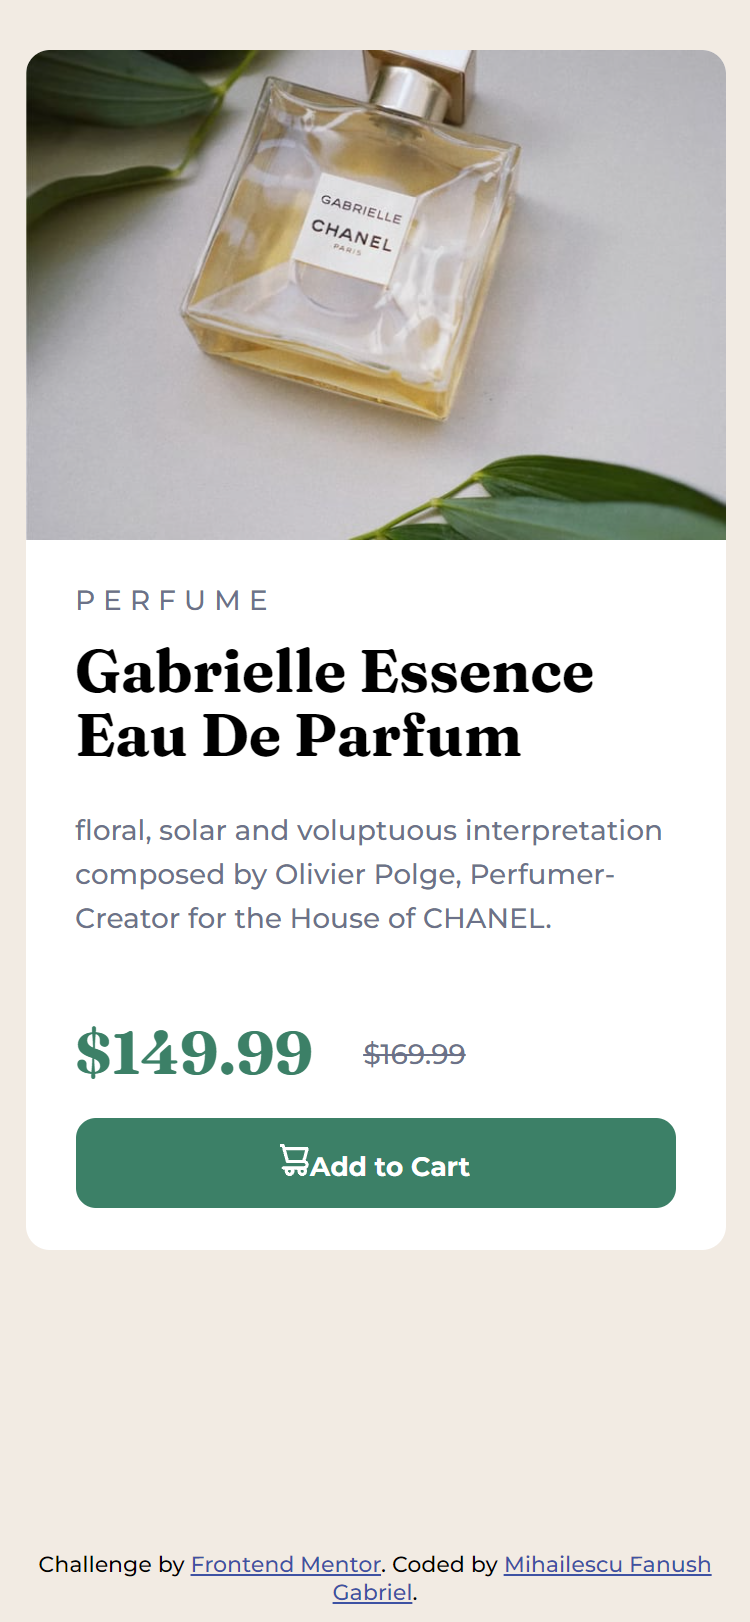 GABRIELLE
CHANEL
PARIS
PERFUME
Gabrielle Essence
Eau De Parfum
floral, solar and voluptuous interpretation
composed by Olivier Polge, Perfumer-
Creator for the House of CHANEL.
$149.99 $169.99
Add to Cart
Challenge by Frontend Mentor. Coded by Mihailescu Fanush
Gabriel.